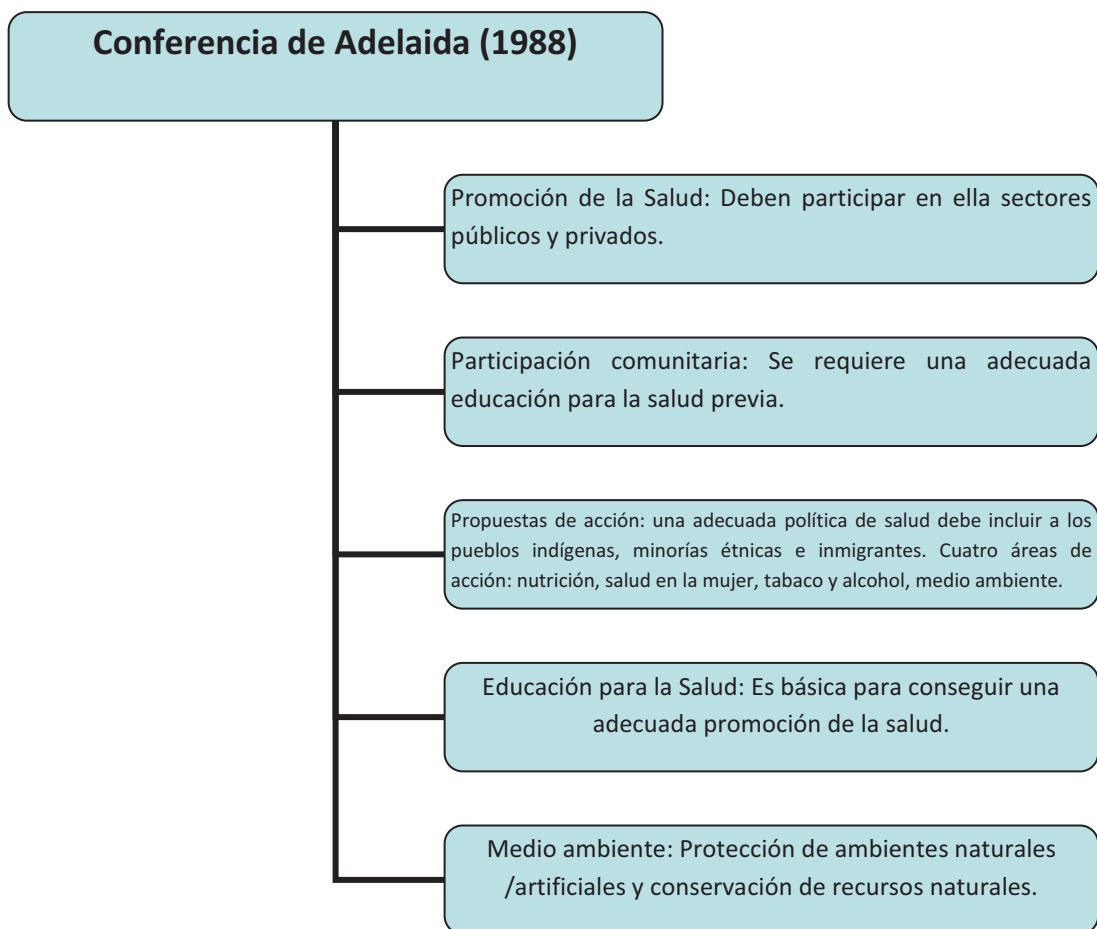 Conferencia de Adelaida (1988)
Promoción de la Salud: Deben participar en ella sectores
públicos y privados.
Participación comunitaria: Se requiere una adecuada
educación para la salud previa.
Propuestas de acción: una adecuada política de salud debe incluir a los
pueblos indígenas, minorías étnicas e inmigrantes. Cuatro áreas de
acción: nutrición, salud en la mujer, tabaco y alcohol, medio ambiente.
Educación para la Salud: Es básica para conseguir una
adecuada promoción de la salud.
Medio ambiente: Protección de ambientes naturales
/artificiales y conservación de recursos naturales.